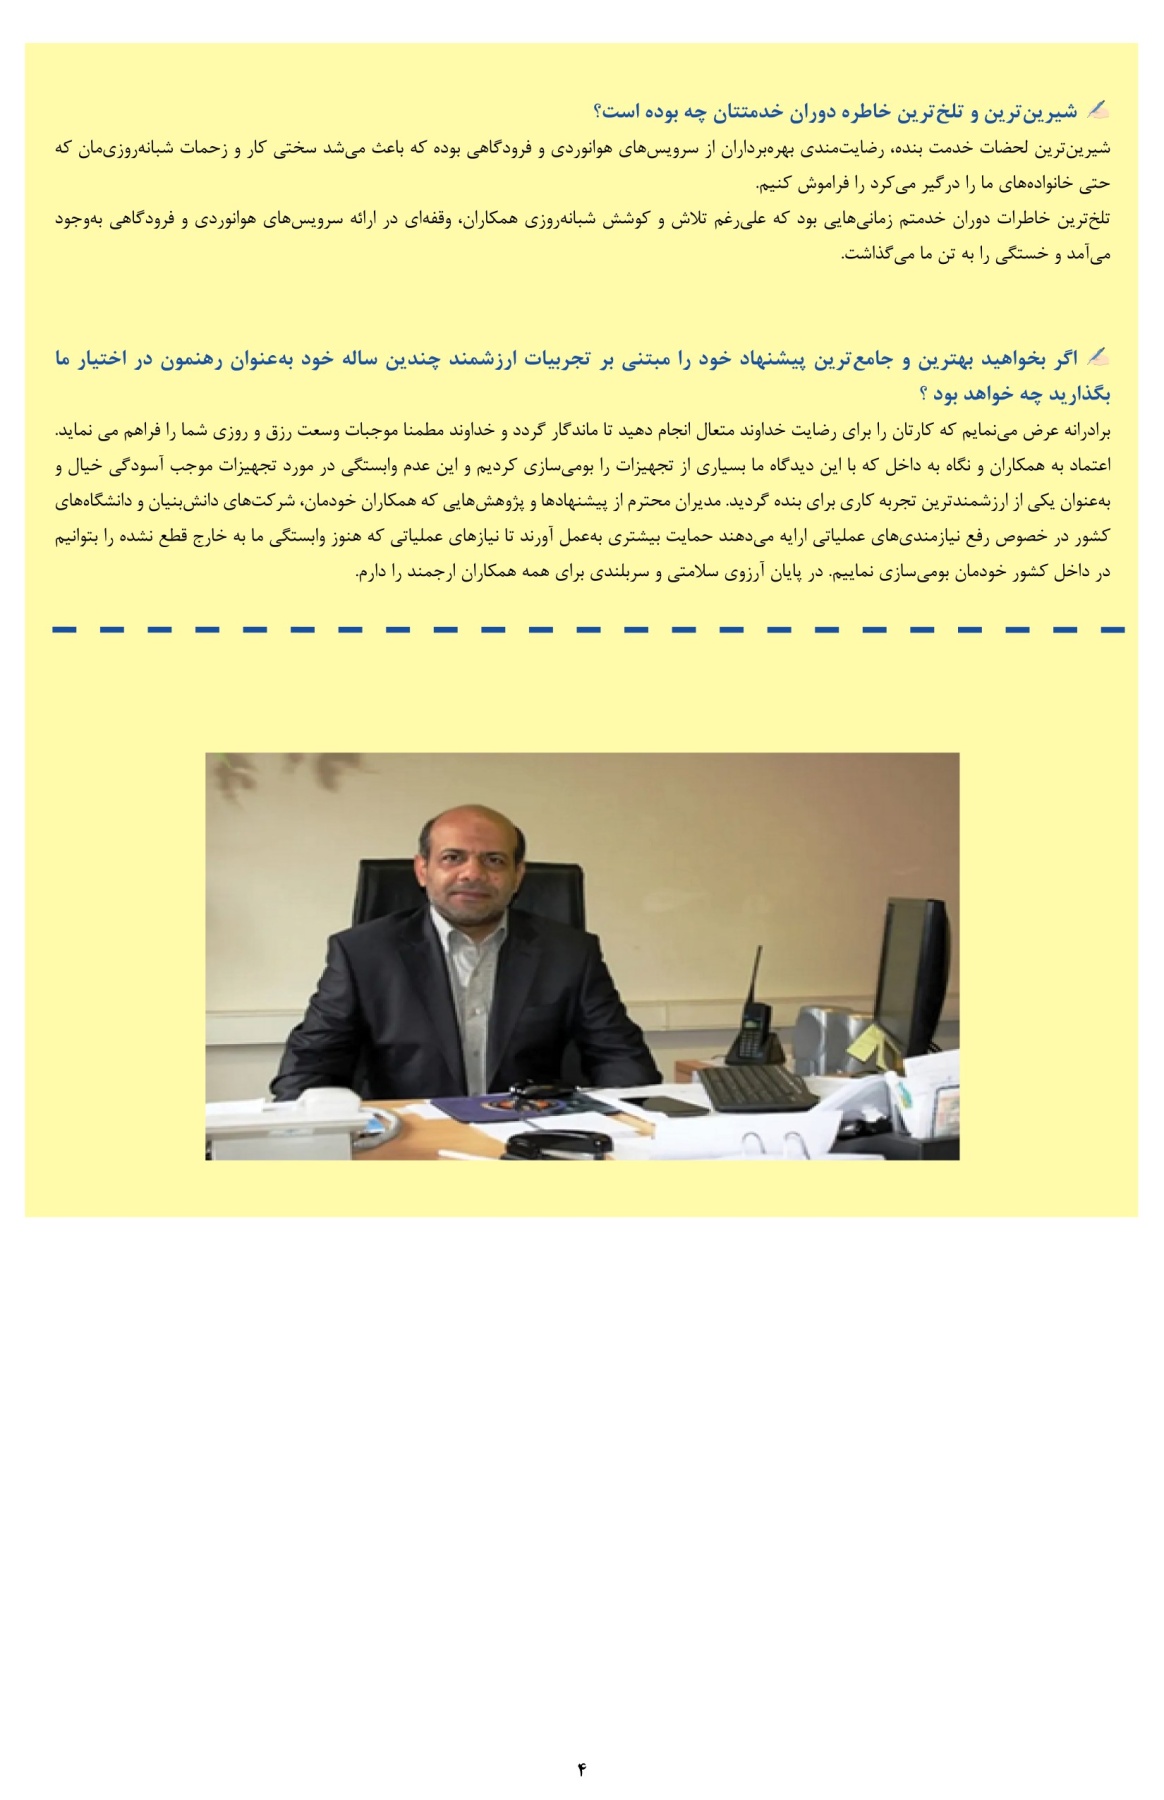 شیرین‌ترین و تلخ‌ترین خاطره دوران خدمتتان چه بوده است؟
شیرین‌ترین لحضات خدمت بنده، رضایت‌مندی بهره‌برداران از سرویس‌های هوانوردی و فرودگاهی بوده که باعث می‌شد سختی کار و زحمات شبانه‌روزی‌مان که
حتی خانواده‌های ما را درگیر می‌کرد را فراموش کنیم.
تلخ‌ترین خاطرات دوران خدمتم زمانی‌هایی بود که علی‌رغم تلاش و کوشش شبانه‌روزی همکاران، وقفه‌ای در ارائه سرویس‌های هوانوردی و فرودگاهی به‌وجود
می‌آمد و خستگی را به تن ما می‌گذاشت.
اگر بخواهید بهترین و جامع‌ترین پیشنهاد خود را مبتنی بر تجربیات ارزشمند چندین ساله خود به‌عنوان رهنمون در اختیار ما
بگذارید چه خواهد بود ؟
برادرانه عرض می‌نمایم که کارتان را برای رضایت خداوند متعال انجام دهید تا ماندگار گردد و خداوند مطمنا موجبات وسعت رزق و روزی شما را فراهم می نماید.
اعتماد به همکاران و نگاه به داخل که با این دیدگاه ما بسیاری از تجهیزات را بومی‌سازی کردیم و این عدم وابستگی در مورد تجهیزات موجب آسودگی خیال و
به‌عنوان یکی از ارزشمندترین تجربه کاری برای بنده گردید. مدیران محترم از پیشنهادها و پژوهش‌هایی که همکاران خودمان، شرکت‌های دانش‌بنیان و دانشگاه‌های
کشور در خصوص رفع نیازمندی‌های عملیاتی ارایه می‌دهند حمایت بیشتری به‌عمل آورند تا نیازهای عملیاتی که هنوز وابستگی ما به خارج قطع نشده را بتوانیم
در داخل کشور خودمان بومی‌سازی نماییم. در پایان آرزوی سلامتی و سربلندی برای همه همکاران ارجمند را دارم.
۴